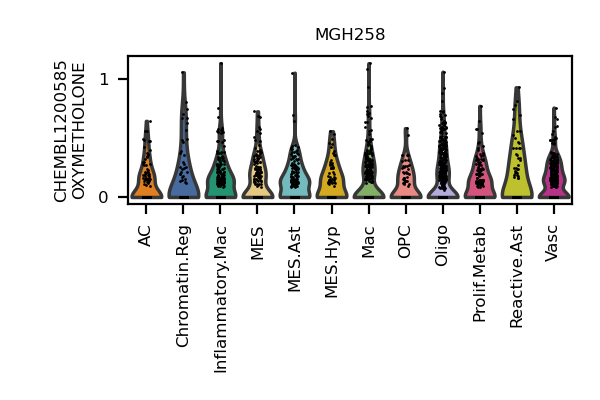 MGH258
CHEMBL1200585
OXYMETHOLONE
1
0
AC
Chromatin.Reg
Inflammatory.Mac
MES
MES.Ast
MES.Hyp
Mac
OPC
Oligo
Prolif.Metab
Reactive.Ast
Vasc